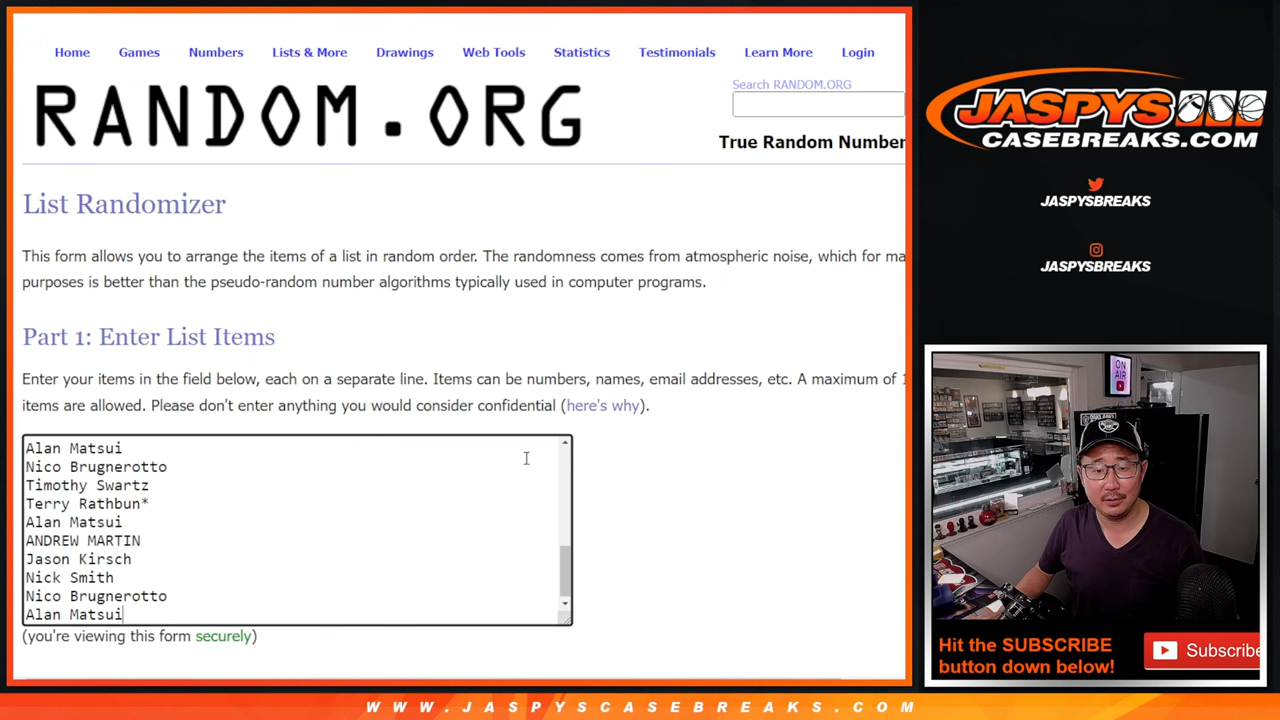 Home Games Numbers Lists & More Drawings Web Tools Statistics Testimonials Learn More Login
Search RANDOM.ORG
RANDOM.ORG
True Random Number
List Randomizer
This form allows you to arrange the items of a list in random order. The randomness comes from atmospheric noise, which for ma
purposes is better than the pseudo-random number algorithms typically used in computer programs.
Part 1: Enter List Items
Enter your items in the field below, each on a separate line. Items can be numbers, names, email addresses, etc. A maximum of 1
items are allowed. Please don't enter anything you would consider confidential (here's why).
Alan Matsui
Nico Brugnerotto
Timothy Swartz
Terry Rathbun*
Alan Matsui
ANDREW MARTIN
Jason Kirsch
Nick Smith
Nico Brugnerotto
Alan Matsui
(you're viewing this form securely)
JASPYS
CASEBREAKS.COM
JASPYSBREAKS
JASPYSBREAKS
ON
AIR
Hit the SUBSCRIBE
button down below!
Subscribe
WWW.JASPYSCASEBREAKS.COM